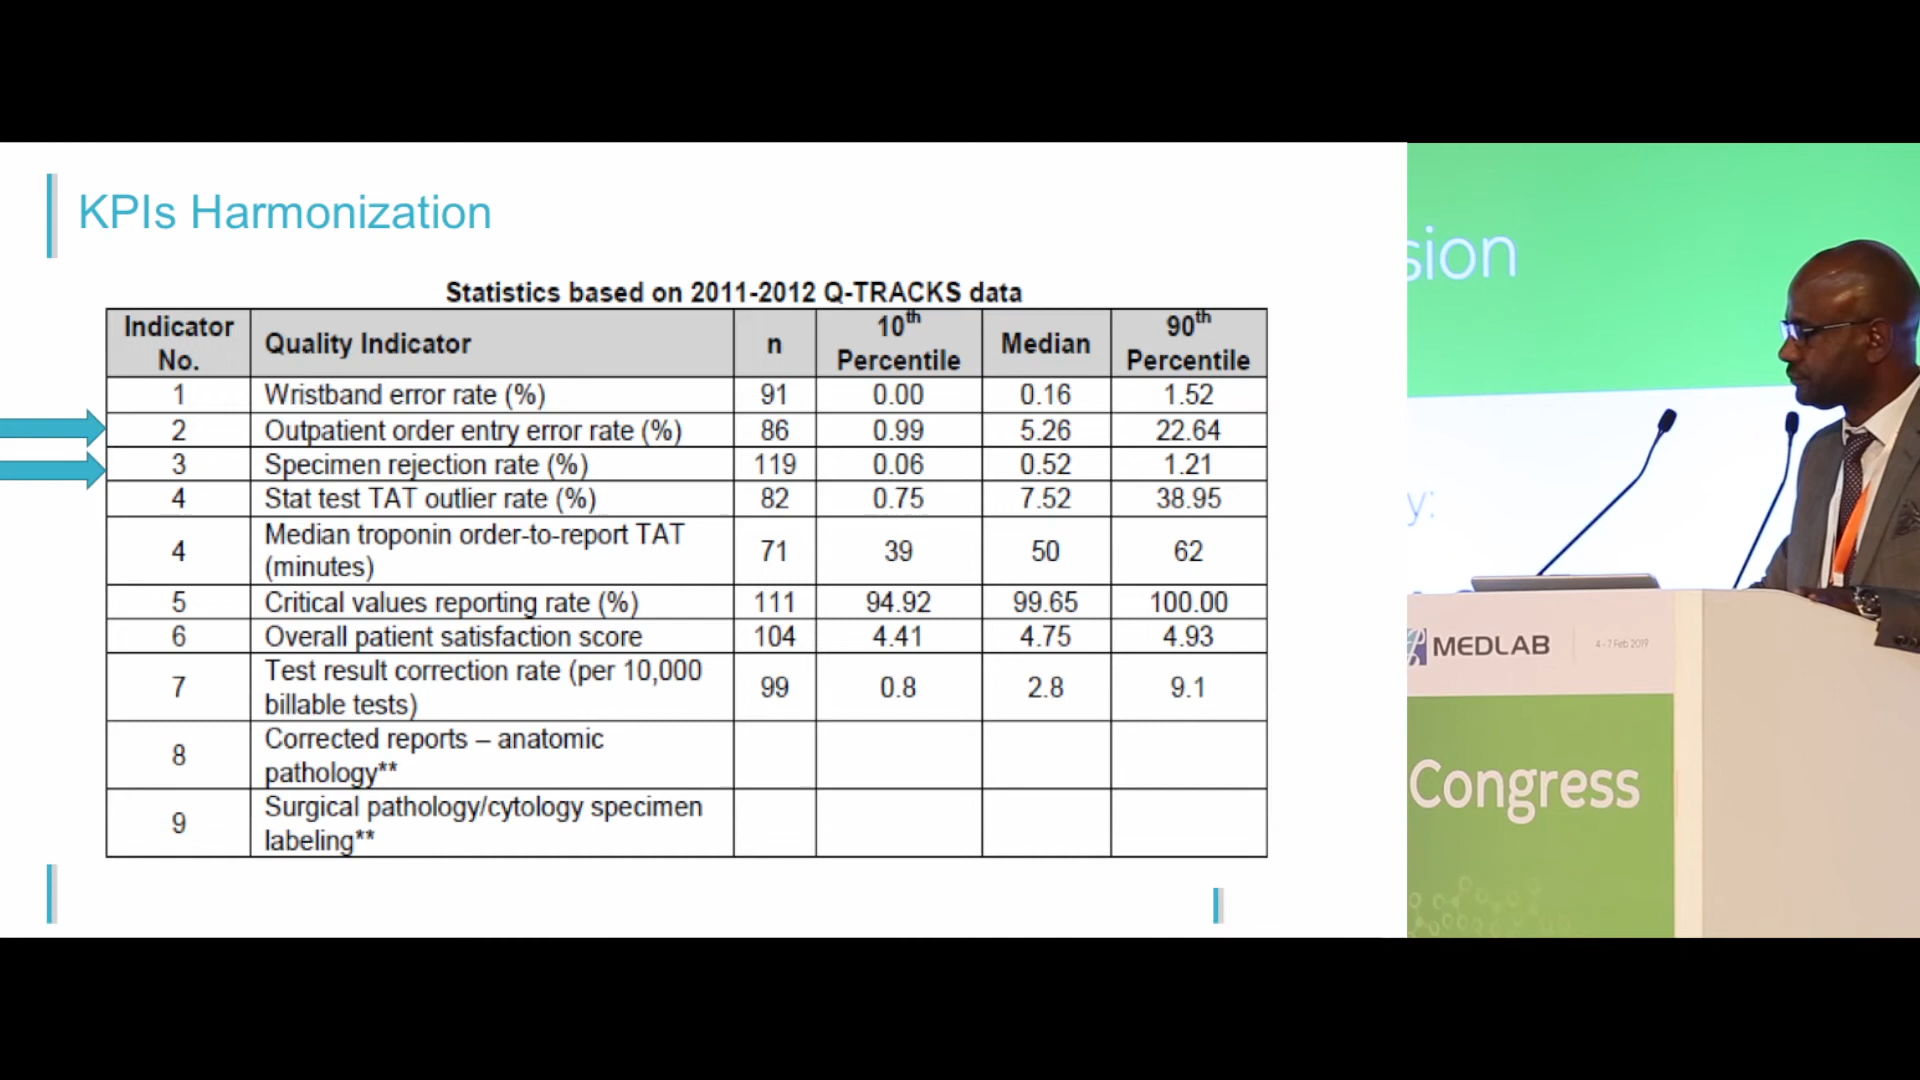 KPIs Harmonization
Statistics based on 2011-2012 Q-TRACKS data
Indicator No. Quality Indicator n 10th Percentile Median 90th Percentile
1 Wristband error rate (%) 91 0.00 0.16 1.52
2 Outpatient order entry error rate (%) 86 0.99 5.26 22.64
3 Specimen rejection rate (%) 119 0.06 0.52 1.21
4 Stat test TAT outlier rate (%) 82 0.75 7.52 38.95
4 Median troponin order-to-report TAT (minutes) 71 39 50 62
5 Critical values reporting rate (%) 111 94.92 99.65 100.00
6 Overall patient satisfaction score 104 4.41 4.75 4.93
7 Test result correction rate (per 10,000 billable tests) 99 0.8 2.8 9.1
8 Corrected reports – anatomic pathology**
9 Surgical pathology/cytology specimen labeling**
sion
y:
MEDLAB
4-7 Feb 2019
Congress